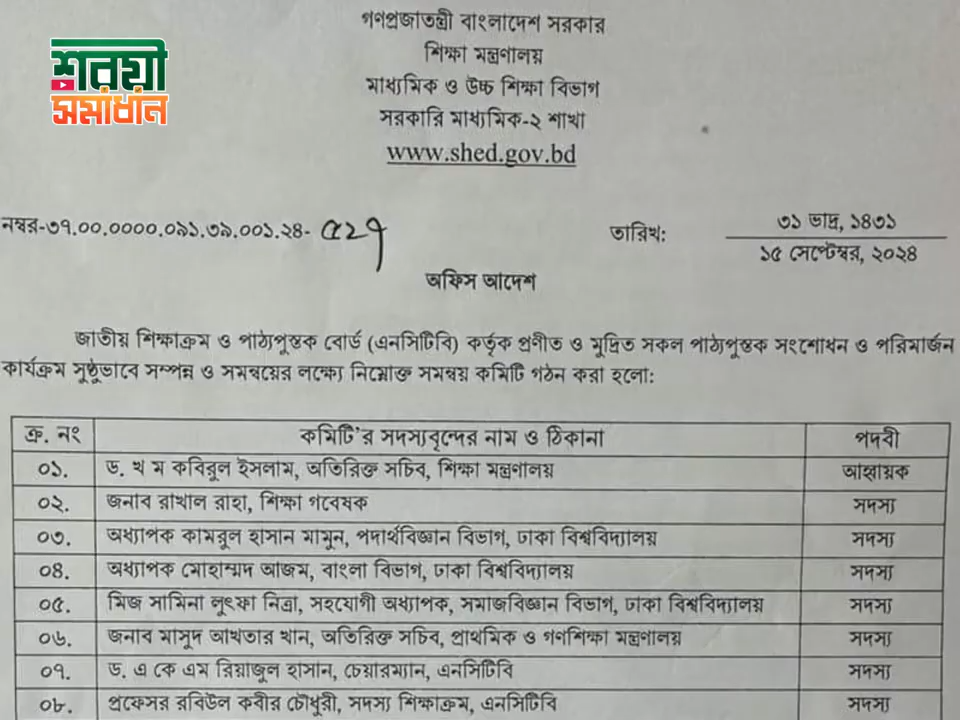 শরয়ী
সমাধান
গণপ্রজাতন্ত্রী বাংলাদেশ সরকার
শিক্ষা মন্ত্রণালয়
মাধ্যমিক ও উচ্চ শিক্ষা বিভাগ
সরকারি মাধ্যমিক-২ শাখা
www.shed.gov.bd
নম্বর-৩৭.০০.০০০০.০৯১.৩৯.০০১.২৪- ৫২৭
তারিখ: ৩১ ভাদ্র, ১৪৩১
১৫ সেপ্টেম্বর, ২০২৪
অফিস আদেশ
জাতীয় শিক্ষাক্রম ও পাঠ্যপুস্তক বোর্ড (এনসিটিবি) কর্তৃক প্রণীত ও মুদ্রিত সকল পাঠ্যপুস্তক সংশোধন ও পরিমার্জন
কার্যক্রম সুষ্ঠুভাবে সম্পন্ন ও সমন্বয়ের লক্ষ্যে নিম্নোক্ত সমন্বয় কমিটি গঠন করা হলো:
ক্র. নং কমিটি'র সদস্যবৃন্দের নাম ও ঠিকানা পদবী
০১. ড. খ ম কবিরুল ইসলাম, অতিরিক্ত সচিব, শিক্ষা মন্ত্রণালয় আহ্বায়ক
০২. জনাব রাখাল রাহা, শিক্ষা গবেষক সদস্য
০৩. অধ্যাপক কামরুল হাসান মামুন, পদার্থবিজ্ঞান বিভাগ, ঢাকা বিশ্ববিদ্যালয় সদস্য
০৪. অধ্যাপক মোহাম্মদ আজম, বাংলা বিভাগ, ঢাকা বিশ্ববিদ্যালয় সদস্য
০৫. মিজ সামিনা লুৎফা নিত্রা, সহযোগী অধ্যাপক, সমাজবিজ্ঞান বিভাগ, ঢাকা বিশ্ববিদ্যালয় সদস্য
০৬. জনাব মাসুদ আখতার খান, অতিরিক্ত সচিব, প্রাথমিক ও গণশিক্ষা মন্ত্রণালয় সদস্য
০৭. ড. এ কে এম রিয়াজুল হাসান, চেয়ারম্যান, এনসিটিবি সদস্য
০৮. প্রফেসর রবিউল কবীর চৌধুরী, সদস্য শিক্ষাক্রম, এনসিটিবি সদস্য